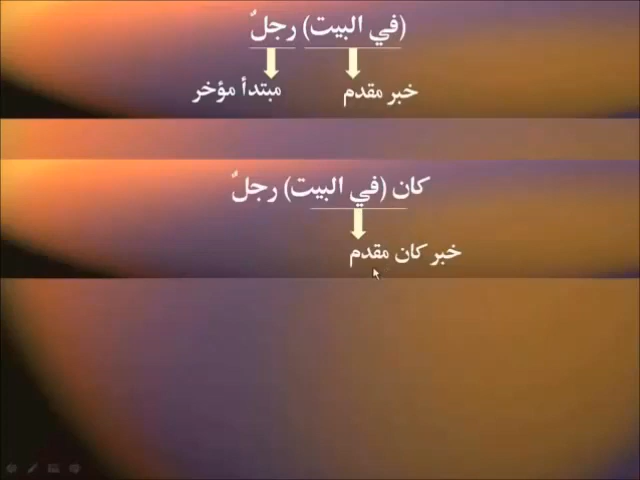 (في البيت) رجلٌ
خبر مقدم مبتدأ مؤخر
كان (في البيت) رجلٌ
خبر كان مقدم